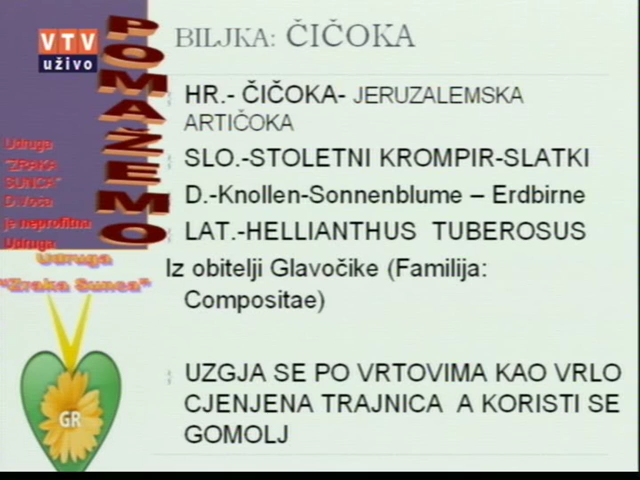 VTV
uživo
POMAŽEMO
Udruga
"ZRAKA
SUNCA"
D.Voća
je neprofitna
Udruga
Udruga
"Zraka Sunca"
GR
BILJKA: ČIČOKA
HR.- ČIČOKA- JERUZALEMSKA
ARTIČOKA
SLO.-STOLETNI KROMPIR-SLATKI
D.-Knollen-Sonnenblume – Erdbirne
LAT.-HELLIANTHUS TUBEROSUS
Iz obitelji Glavočike (Familija:
Compositae)
UZGJA SE PO VRTOVIMA KAO VRLO
CJENJENA TRAJNICA A KORISTI SE
GOMOLJ